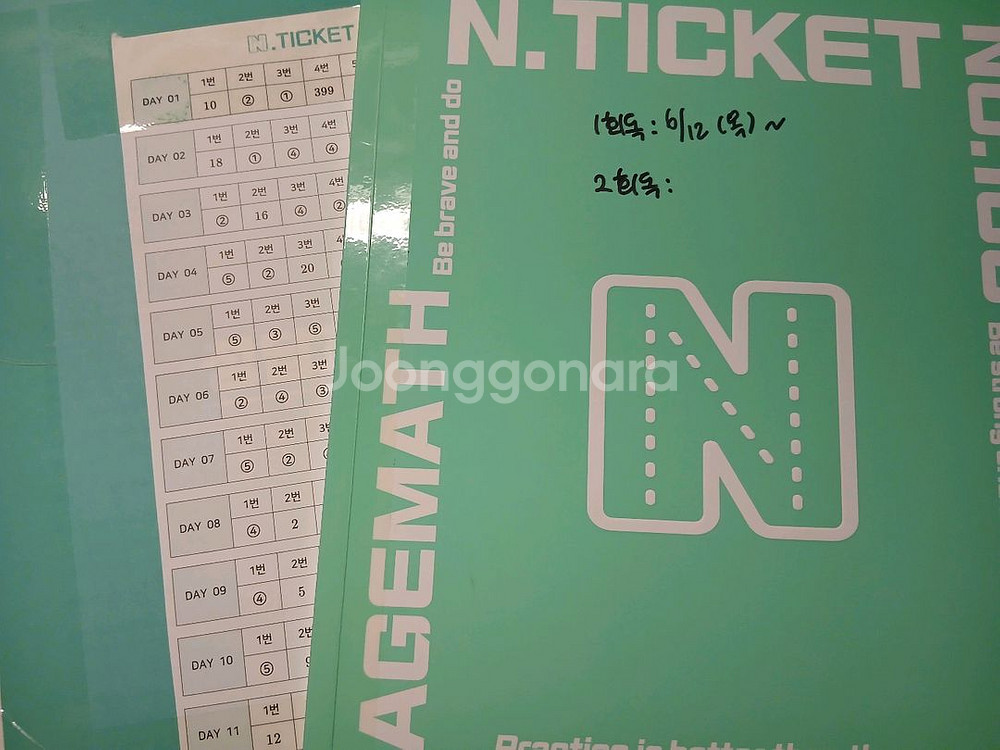 N.TICKET
DAY 01 1번 2번 3번 4번
10 ② ① 399
DAY 02 1번 2번 3번 4번
18 ① ④ ④
DAY 03 1번 2번 3번 4번
② 16 ④ ②
DAY 04 1번 2번 3번
⑤ ② 20
DAY 05 1번 2번 3번
⑤ ③ ⑤
DAY 06 1번 2번 3번
② ④ ③
DAY 07 1번 2번
⑤ ②
DAY 08 1번 2번
④ 2
DAY 09 1번 2번
④ 5
DAY 10 1번 2번
⑤
DAY 11 1번
12
N.TICKET
Be brave and do
AGEMATH
1회독 : 6/12 (목) ~
2회독 :
Joonggonara
Practice is better than